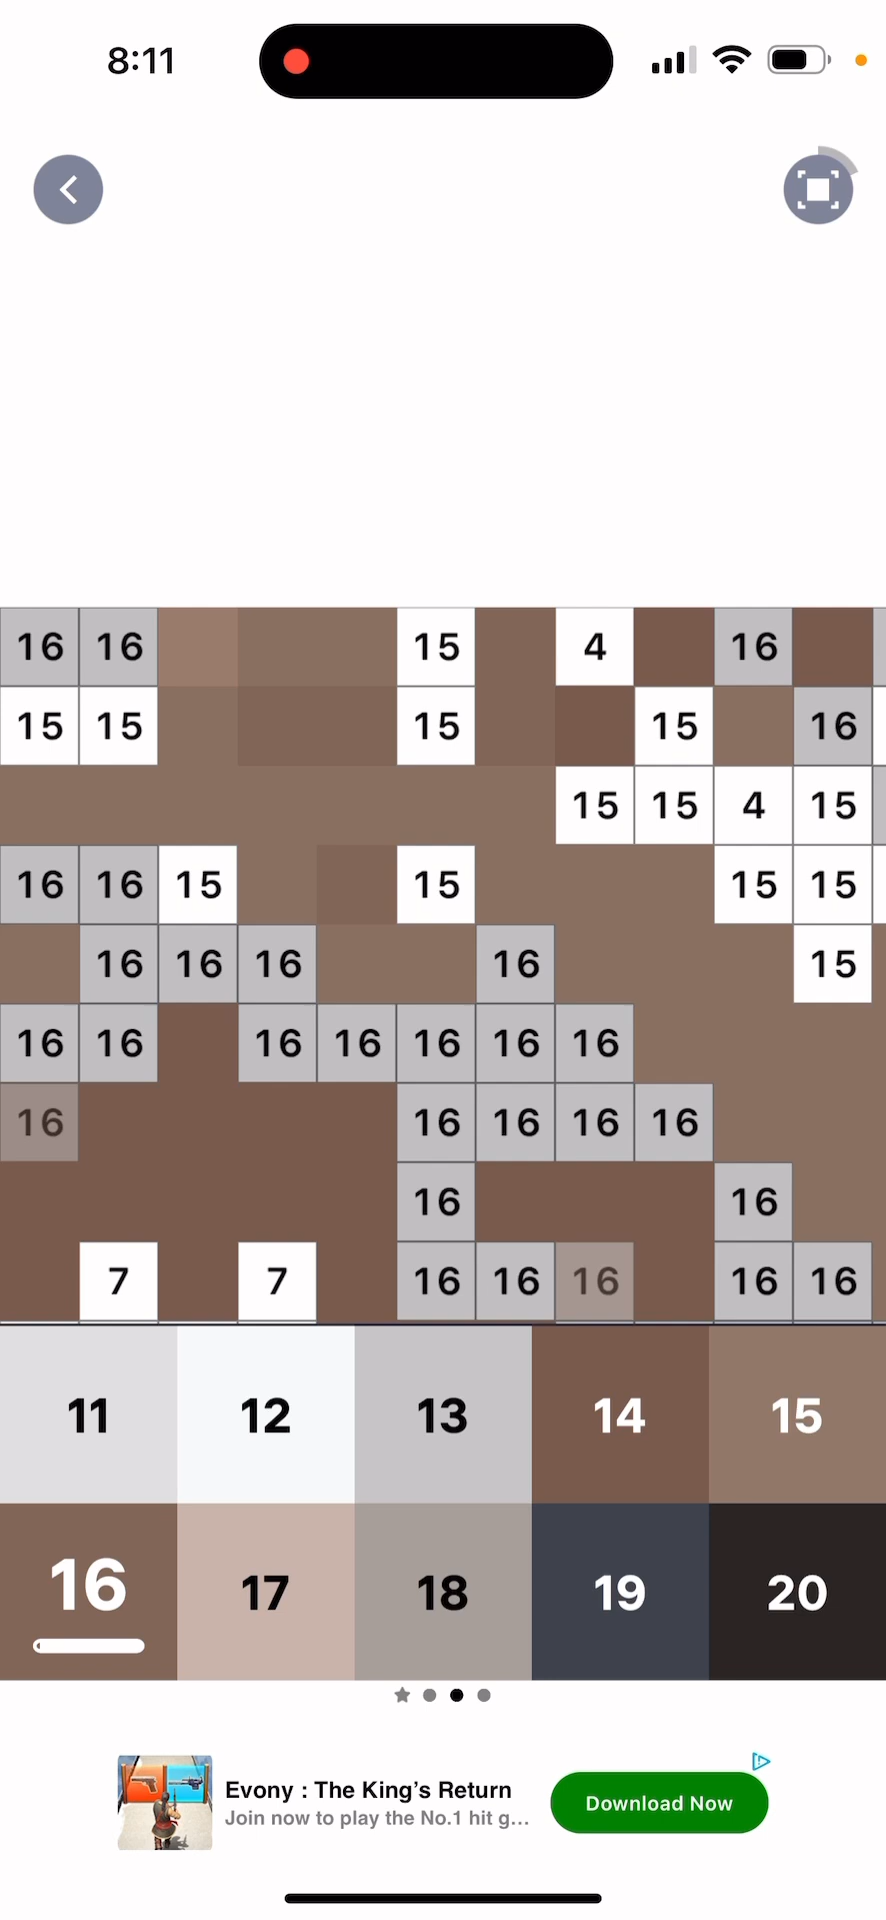 8:11
16 16 15 4 16
15 15 15 15 16
15 15 4 15
16 16 15 15 15 15
16 16 16 16 15
16 16 16 16 16 16 16
16 16 16 16 16
16 16
7 7 16 16 16 16 16
11 12 13 14 15
16 17 18 19 20
Evony : The King's Return
Join now to play the No.1 hit g...
Download Now